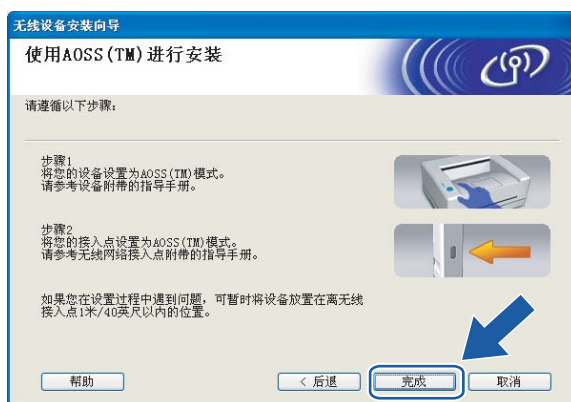 无线设备安装向导
使用AOSS(TM)进行安装
请遵循以下步骤:
步骤1
将您的设备设置为AOSS(TM)模式。
请参考设备附带的指导手册。
步骤2
将您的接入点设置为AOSS(TM)模式。
请参考无线网络接入点附带的指导手册。
如果您在设置过程中遇到问题，可暂时将设备放置在离无线
接入点1米/40英尺以内的位置。
帮助
< 后退
完成
取消